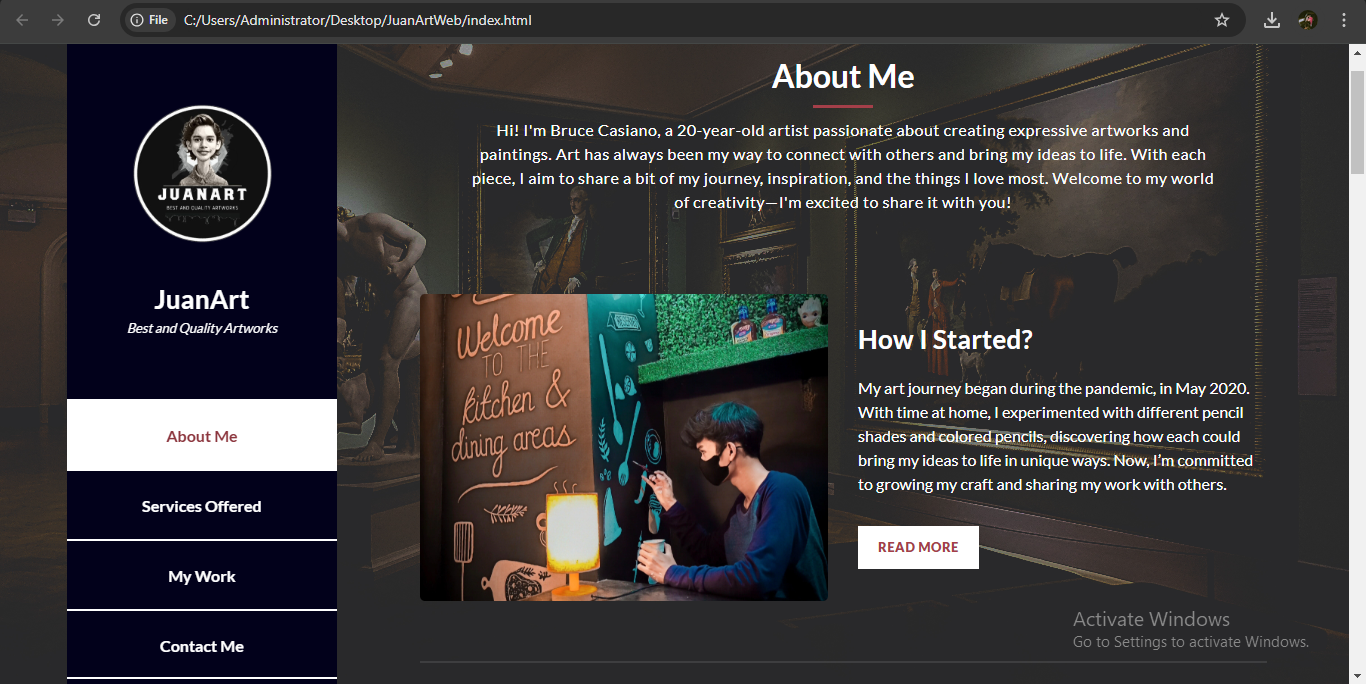 File C:/Users/Administrator/Desktop/JuanArtWeb/index.html
JUANART
BEST AND QUALITY ARTWORKS
JuanArt
Best and Quality Artworks
About Me
Services Offered
My Work
Contact Me
About Me
Hi! I'm Bruce Casiano, a 20-year-old artist passionate about creating expressive artworks and
paintings. Art has always been my way to connect with others and bring my ideas to life. With each
piece, I aim to share a bit of my journey, inspiration, and the things I love most. Welcome to my world
of creativity—I'm excited to share it with you!
Welcome
TO THE
kitchen &
dining areas
How I Started?
My art journey began during the pandemic, in May 2020.
With time at home, I experimented with different pencil
shades and colored pencils, discovering how each could
bring my ideas to life in unique ways. Now, I’m committed
to growing my craft and sharing my work with others.
READ MORE
Activate Windows
Go to Settings to activate Windows.